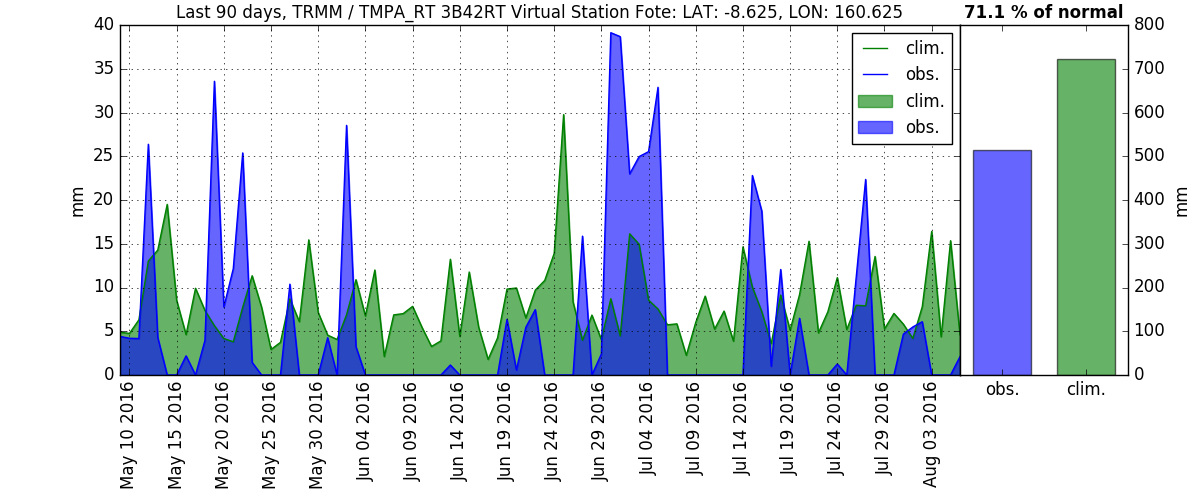 Last 90 days, TRMM / TMPA_RT 3B42RT Virtual Station Fote: LAT: -8.625, LON: 160.625
71.1 % of normal
mm
40
35
30
25
20
15
10
5
0
clim.
obs.
clim.
obs.
May 10 2016
May 15 2016
May 20 2016
May 25 2016
May 30 2016
Jun 04 2016
Jun 09 2016
Jun 14 2016
Jun 19 2016
Jun 24 2016
Jun 29 2016
Jul 04 2016
Jul 09 2016
Jul 14 2016
Jul 19 2016
Jul 24 2016
Jul 29 2016
Aug 03 2016
obs.
clim.
800
700
600
500
400
300
200
100
0
mm